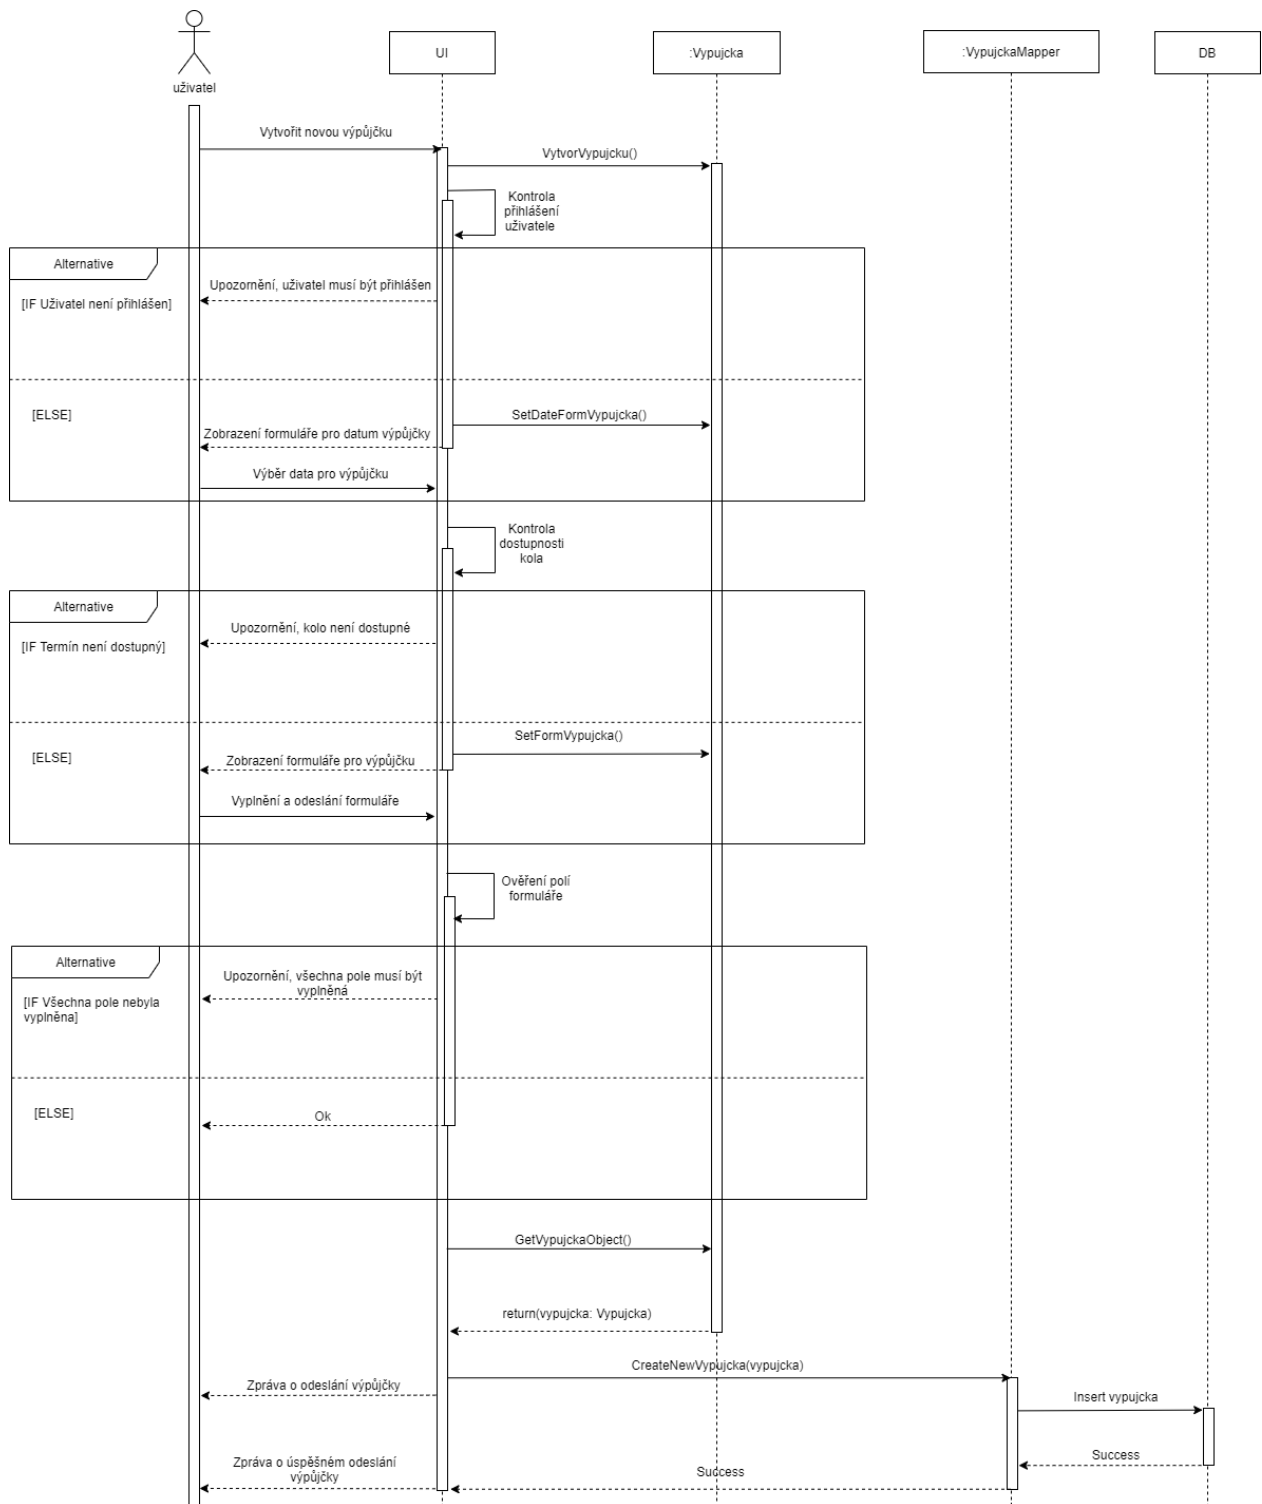 uživatel
UI
:Vypujcka
:VypujckaMapper
DB
Vytvořit novou výpůjčku
VytvorVypujcku()
Kontrola
přihlášení
uživatele
Alternative
Upozornění, uživatel musí být přihlášen
[IF Uživatel není přihlášen]
[ELSE]
SetDateFormVypujcka()
Zobrazení formuláře pro datum výpůjčky
Výběr data pro výpůjčku
Kontrola
dostupnosti
kola
Alternative
Upozornění, kolo není dostupné
[IF Termín není dostupný]
SetFormVypujcka()
[ELSE]
Zobrazení formuláře pro výpůjčku
Vyplnění a odeslání formuláře
Ověření polí
formuláře
Alternative
Upozornění, všechna pole musí být
vyplněná
[IF Všechna pole nebyla
vyplněna]
[ELSE]
Ok
GetVypujckaObject()
return(vypujcka: Vypujcka)
CreateNewVypujcka(vypujcka)
Zpráva o odeslání výpůjčky
Insert vypujcka
Success
Zpráva o úspěšném odeslání
výpůjčky
Success